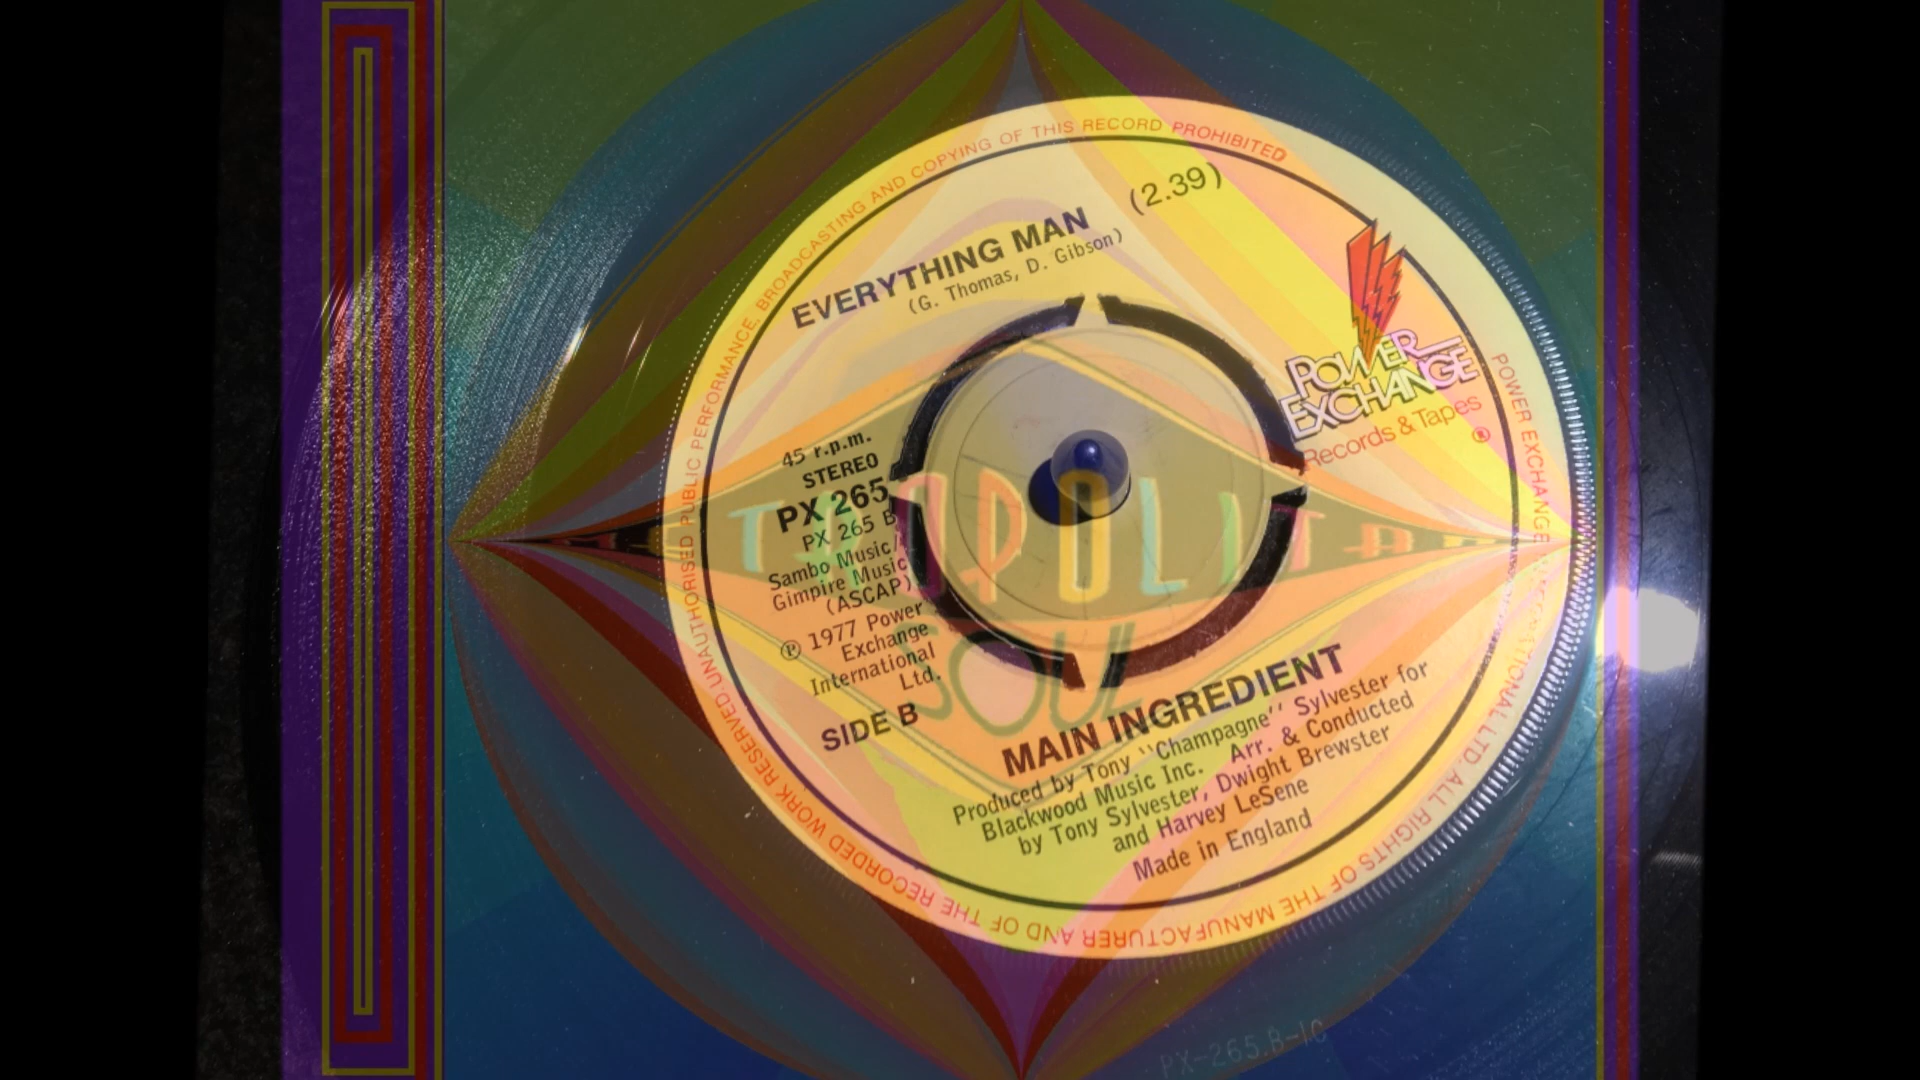 UNAUTHORISED PUBLIC PERFORMANCE, BROADCASTING AND COPYING OF THIS RECORD PROHIBITED
POWER EXCHANGE
LTD. ALL RIGHTS OF THE MANUFACTURER AND OF THE RECORDED WORK RESERVED.
(2.39)
EVERYTHING MAN
(G. Thomas, D. Gibson)
POWER
EXCHANGE
Records & Tapes
®
45 r.p.m.
STEREO
PX 265
PX 265 B
Sambo Music/
Gimpire Music
(ASCAP)
℗ 1977 Power
Exchange
International
Ltd.
SIDE B
TROPOLITAN
SOUL
MAIN INGREDIENT
Produced by Tony "Champagne" Sylvester for
Blackwood Music Inc. Arr. & Conducted
by Tony Sylvester, Dwight Brewster
and Harvey LeSene
Made in England
PX-265.B-1C